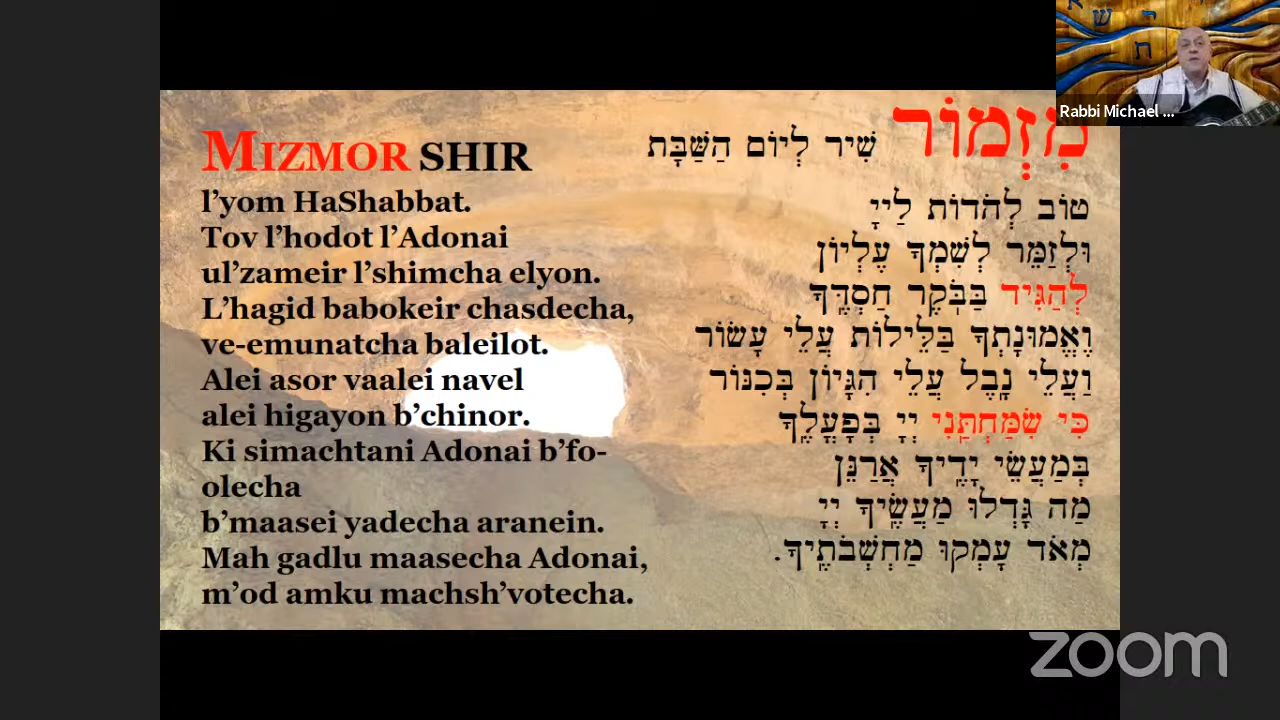 Rabbi Michael ...
MIZMOR SHIR
l’yom HaShabbat.
Tov l’hodot l’Adonai
ul’zameir l’shimcha elyon.
L’hagid babokeir chasdecha,
ve-emunatcha baleilot.
Alei asor vaalei navel
alei higayon b’chinor.
Ki simachtani Adonai b’fo-
olecha
b’maasei yadecha aranein.
Mah gadlu maasecha Adonai,
m’od amku machsh’votecha.
מִזְמוֹר שִׁיר לְיוֹם הַשַּׁבָּת
טוֹב לְהֹדוֹת לַייָ
וּלְזַמֵּר לְשִׁמְךָ עֶלְיוֹן
לְהַגִּיד בַּבֹּֽקֶר חַסְדֶּֽךָ
וֶאֱמוּנָתְךָ בַּלֵּילוֹת עֲלֵי עָשׂוֹר
וַעֲלֵי נָֽבֶל עֲלֵי הִגָּיוֹן בְּכִנּוֹר
כִּי שִׂמַּחְתַּֽנִי יְיָ בְּפָעֳלֶֽךָ
בְּמַעֲשֵׂי יָדֶֽיךָ אֲרַנֵּן
מַה גָּדְלוּ מַעֲשֶֽׂיךָ יְיָ
מְאֹד עָמְקוּ מַחְשְׁבֹתֶֽיךָ.
zoom